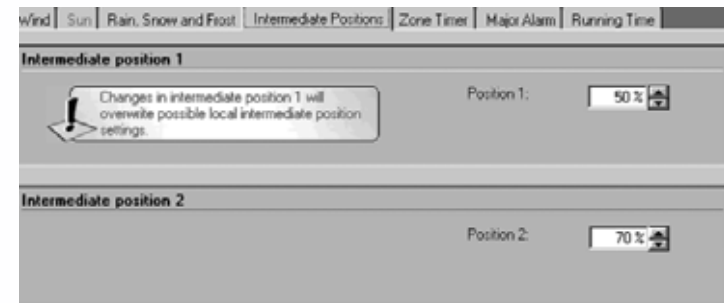 Wind Sun Rain, Snow and Frost Intermediate Positions Zone Timer Major Alarm Running Time
Intermediate position 1
Changes in intermediate position 1 will
overwrite possible local intermediate position
settings.
Position 1: 50 %
Intermediate position 2
Position 2: 70 %